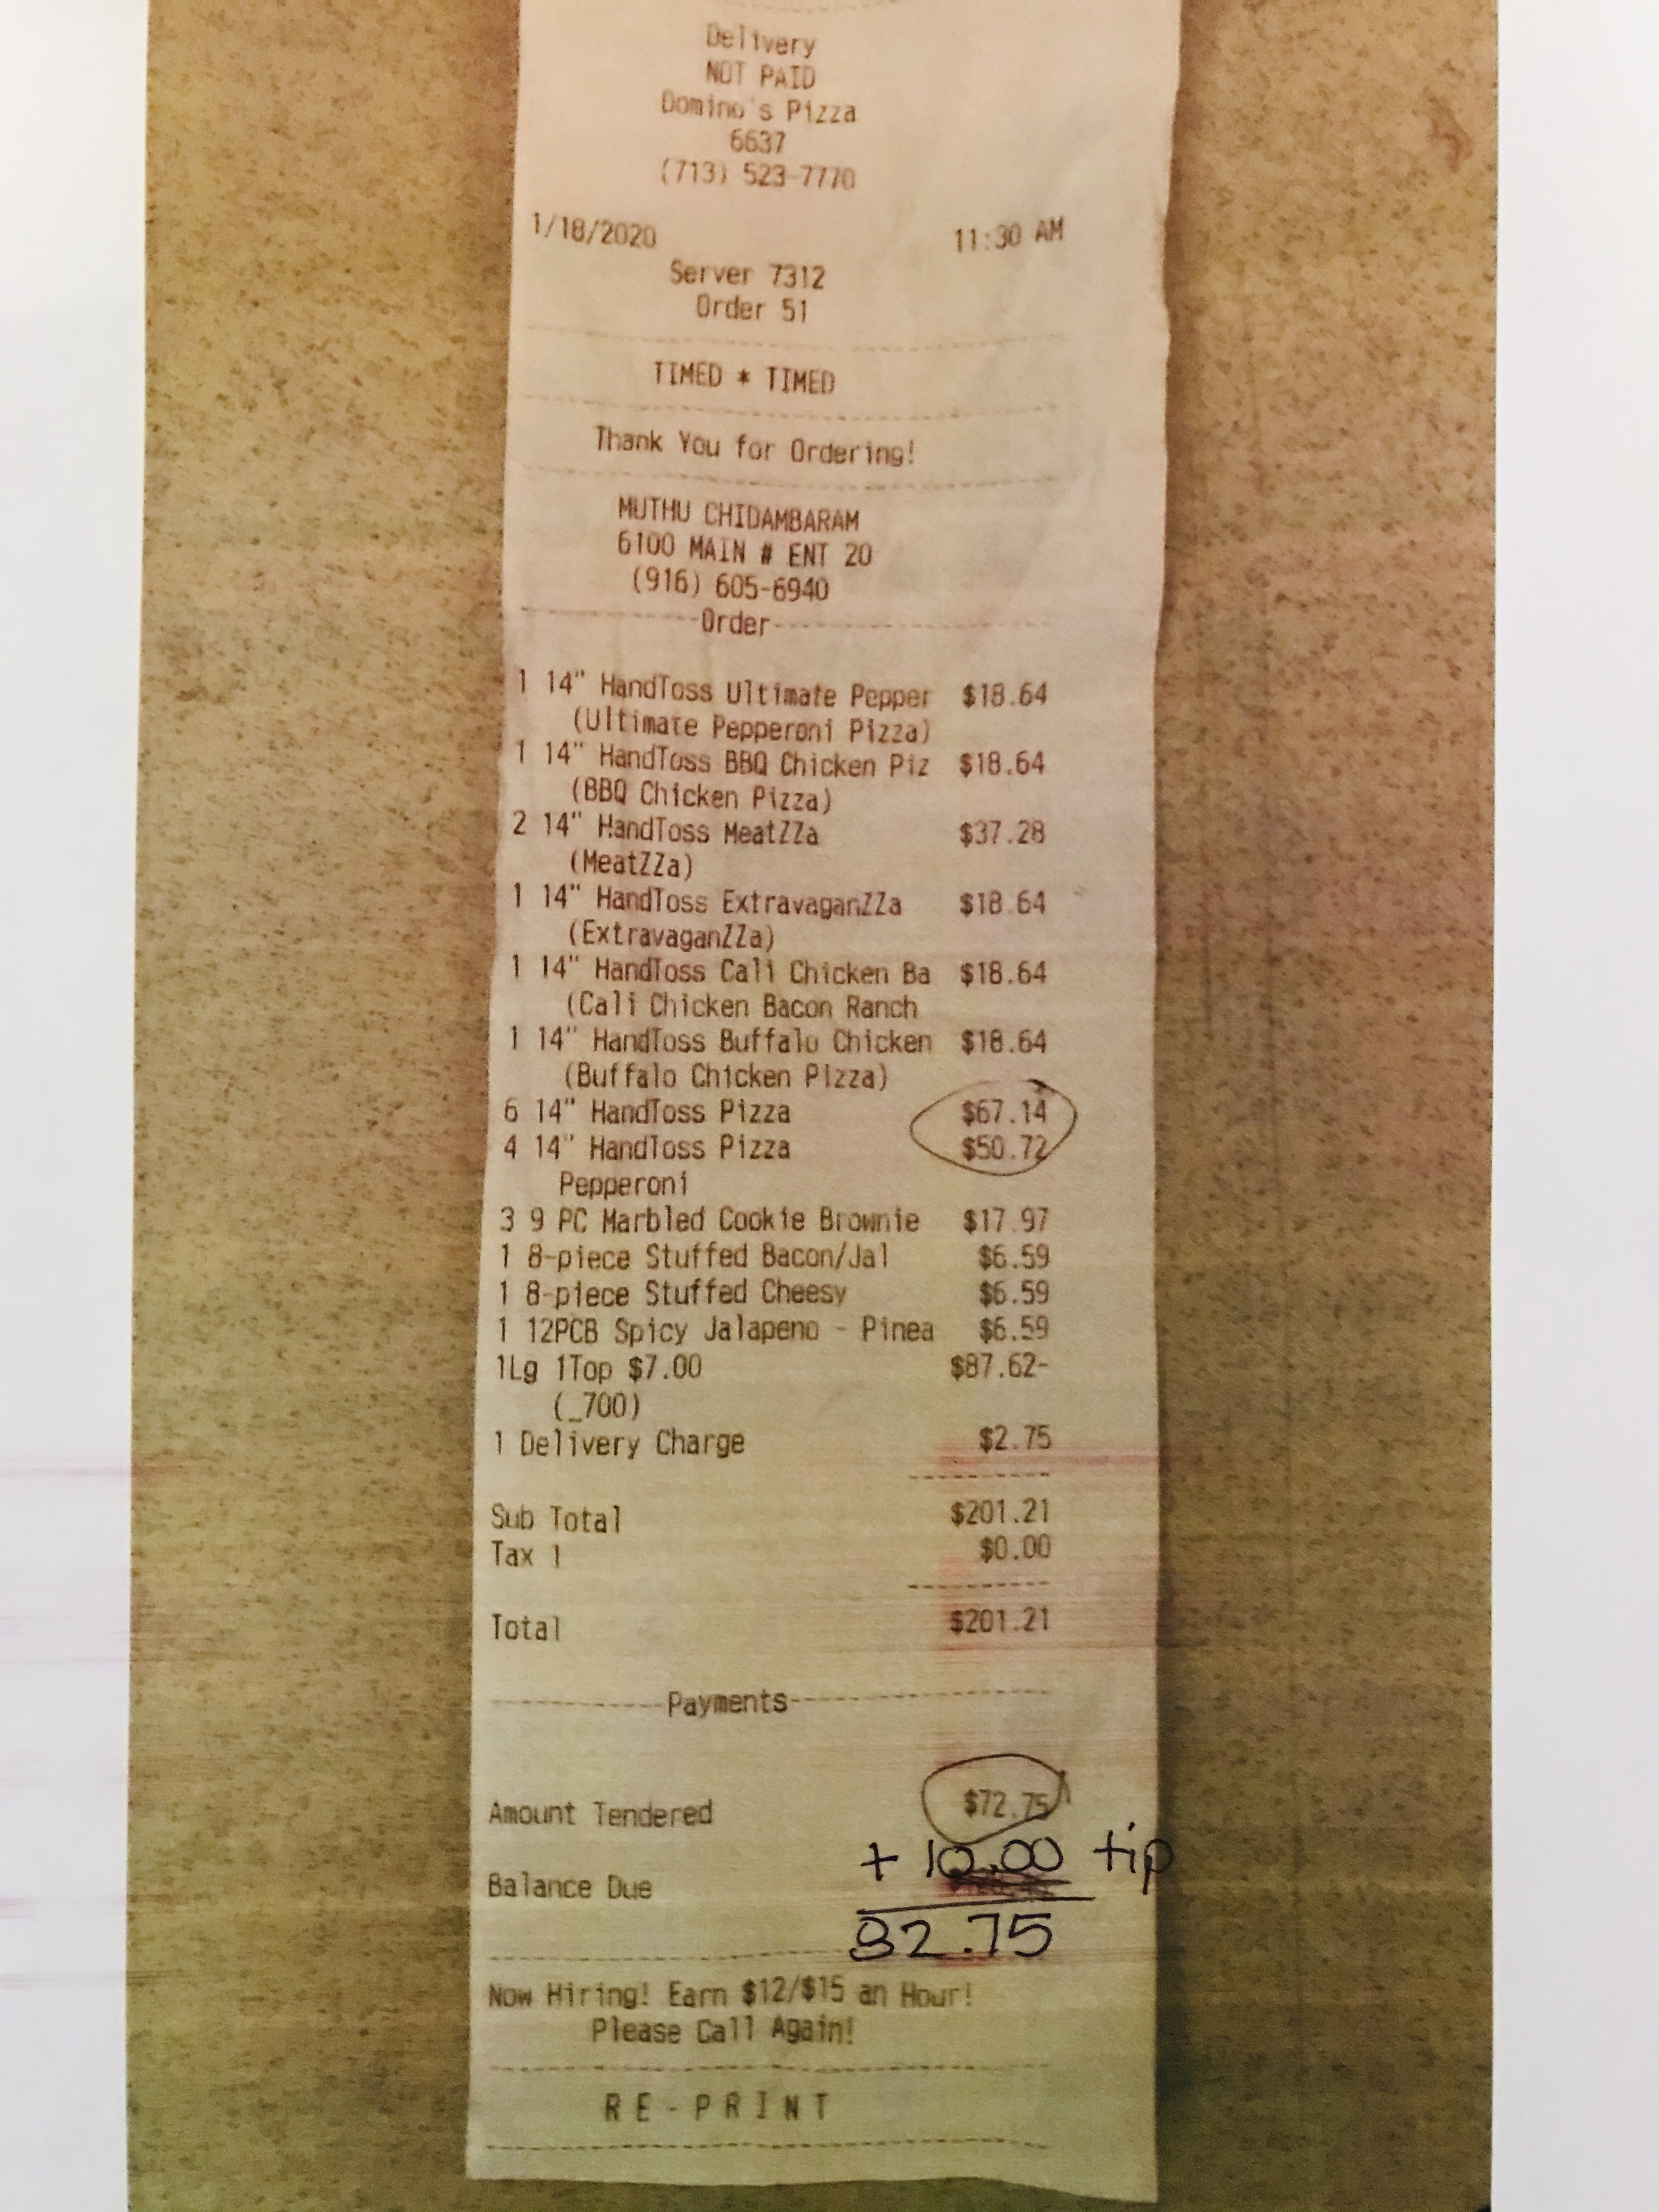 Delivery
NOT PAID
Domino's Pizza
6637
(713) 523-7770
1/18/2020 11:30 AM
Server 7312
Order 51
TIMED * TIMED
Thank You for Ordering!
MUTHU CHIDAMBARAM
6100 MAIN # ENT 20
(916) 605-6940
Order
1 14" HandToss Ultimate Pepper $18.64
(Ultimate Pepperoni Pizza)
1 14" HandToss BBQ Chicken Piz $18.64
(BBQ Chicken Pizza)
2 14" HandToss MeatZZa $37.28
(MeatZZa)
1 14" HandToss ExtravaganZZa $18.64
(ExtravaganZZa)
1 14" HandToss Cali Chicken Ba $18.64
(Cali Chicken Bacon Ranch
1 14" HandToss Buffalo Chicken $18.64
(Buffalo Chicken Pizza)
6 14" HandToss Pizza $67.14
4 14" HandToss Pizza $50.72
Pepperoni
3 9 PC Marbled Cookie Brownie $17.97
1 8-piece Stuffed Bacon/Jal $6.59
1 8-piece Stuffed Cheesy $6.59
1 12PCB Spicy Jalapeno - Pinea $6.59
1Lg 1Top $7.00 $87.62-
(_700)
1 Delivery Charge $2.75
Sub Total $201.21
Tax 1 $0.00
Total $201.21
Payments
Amount Tendered $72.75
+ 10.00 tip
Balance Due
82.75
Now Hiring! Earn $12/$15 an Hour!
Please Call Again!
RE-PRINT